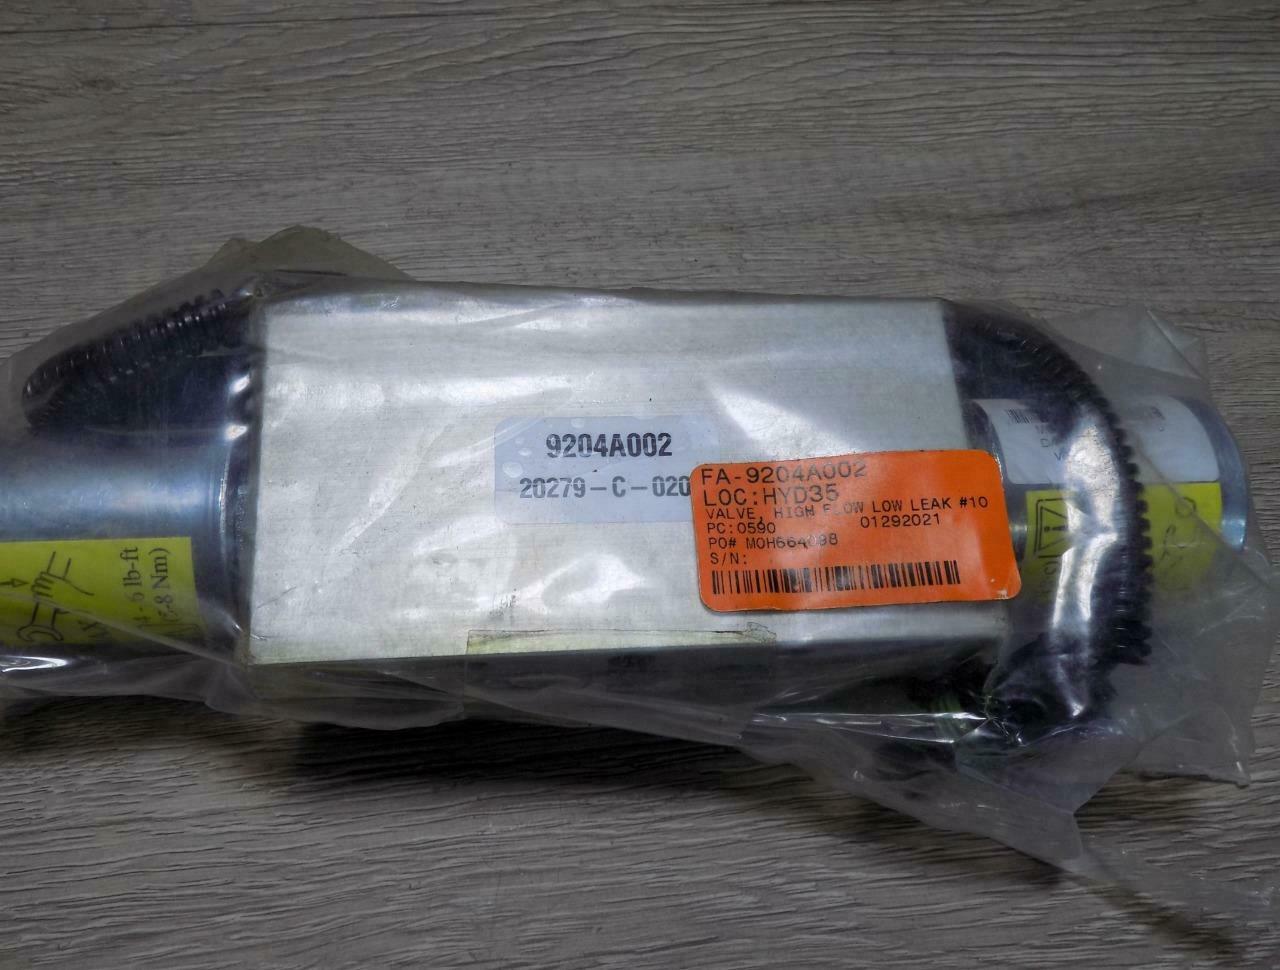 9204A002
20279-C-020
FA-9204A002
LOC:HYD35
VALVE, HIGH FLOW LOW LEAK #10
PC:0590 01292021
PO# MOH664098
S/N:
lb-ft
Nm)